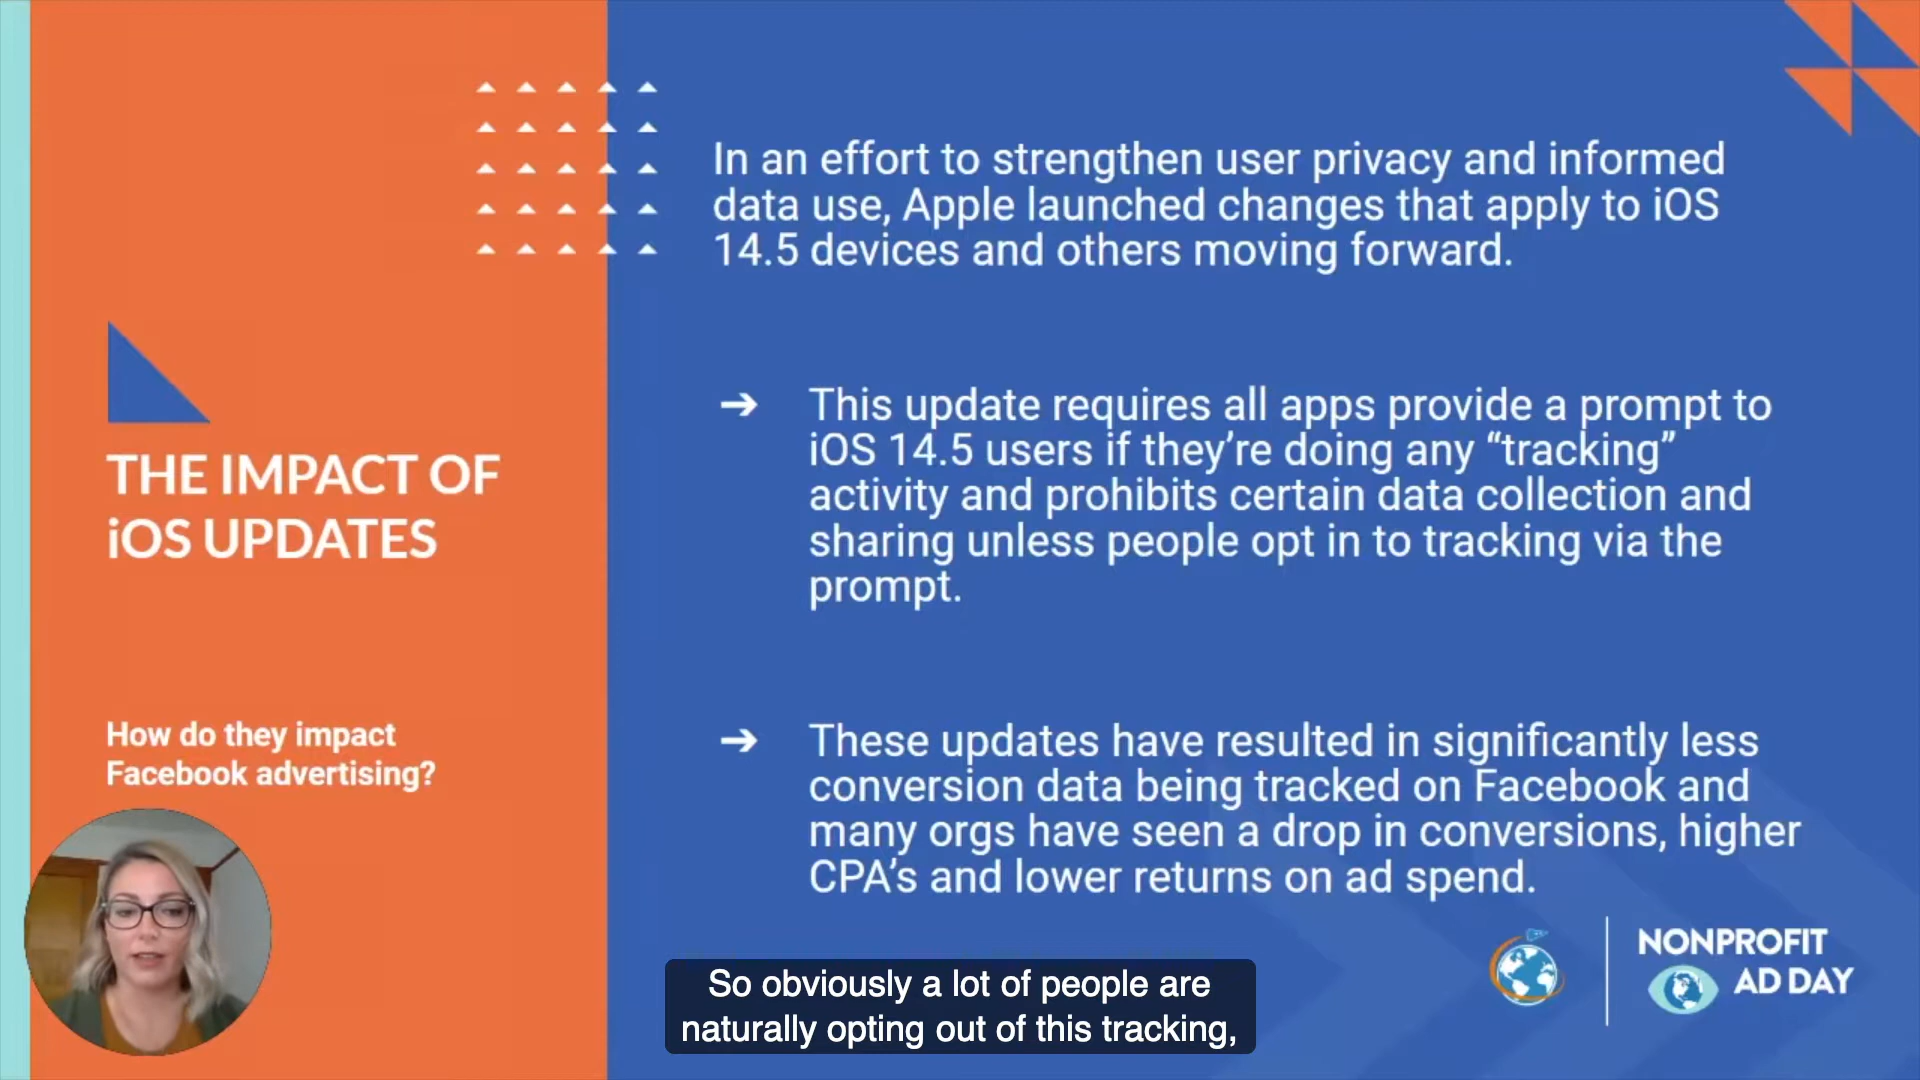 THE IMPACT OF
iOS UPDATES
How do they impact
Facebook advertising?
In an effort to strengthen user privacy and informed
data use, Apple launched changes that apply to iOS
14.5 devices and others moving forward.
➔ This update requires all apps provide a prompt to
iOS 14.5 users if they’re doing any “tracking”
activity and prohibits certain data collection and
sharing unless people opt in to tracking via the
prompt.
➔ These updates have resulted in significantly less
conversion data being tracked on Facebook and
many orgs have seen a drop in conversions, higher
CPA’s and lower returns on ad spend.
NONPROFIT
AD DAY
So obviously a lot of people are
naturally opting out of this tracking,